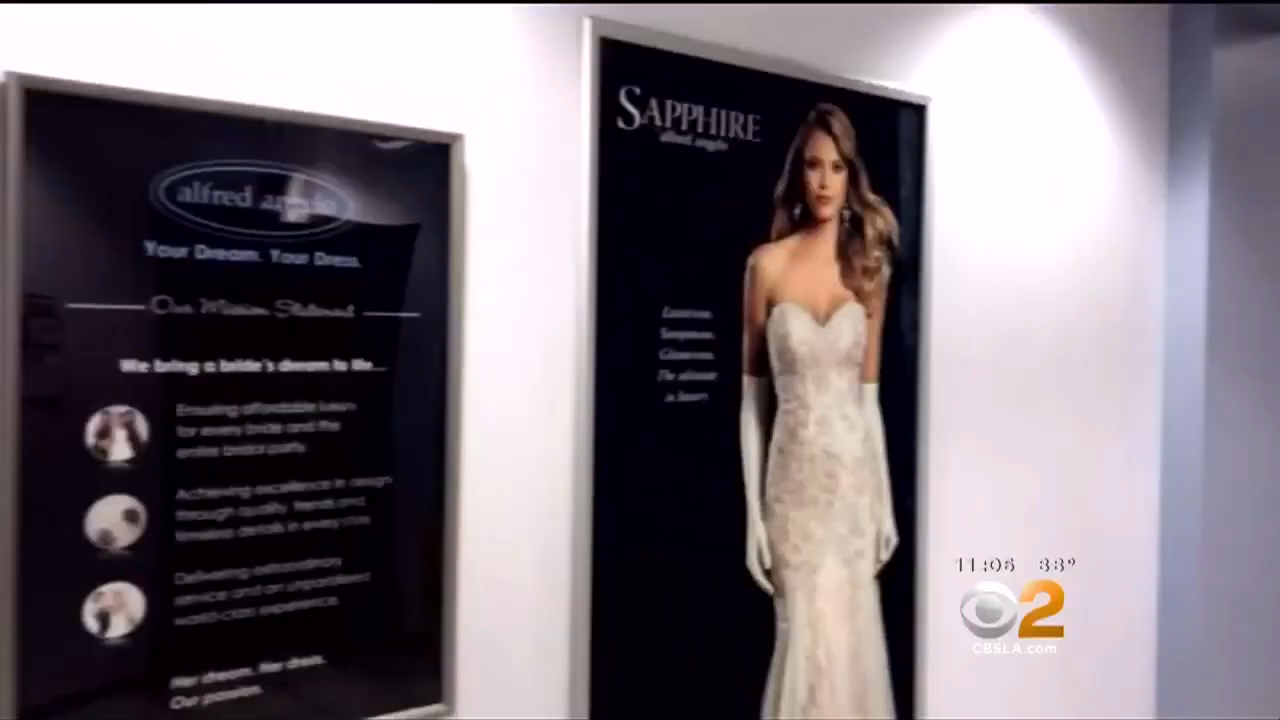 alfred angelo
Your Dream. Your Dress.
Our Mission Statement
We bring a bride's dream to life...
Ensuring affordable luxury
for every bride and the
entire bridal party.
Achieving excellence in design
through quality, trends and
finest details in every
Delivering extraordinary
service and an unparalleled
world-class experience.
Her dream. Her dress.
Our passion.
SAPPHIRE
alfred angelo
Luxurious.
Sumptuous.
Glamorous.
The ultimate
in luxury.
11:06 88°
2
CBSLA.com